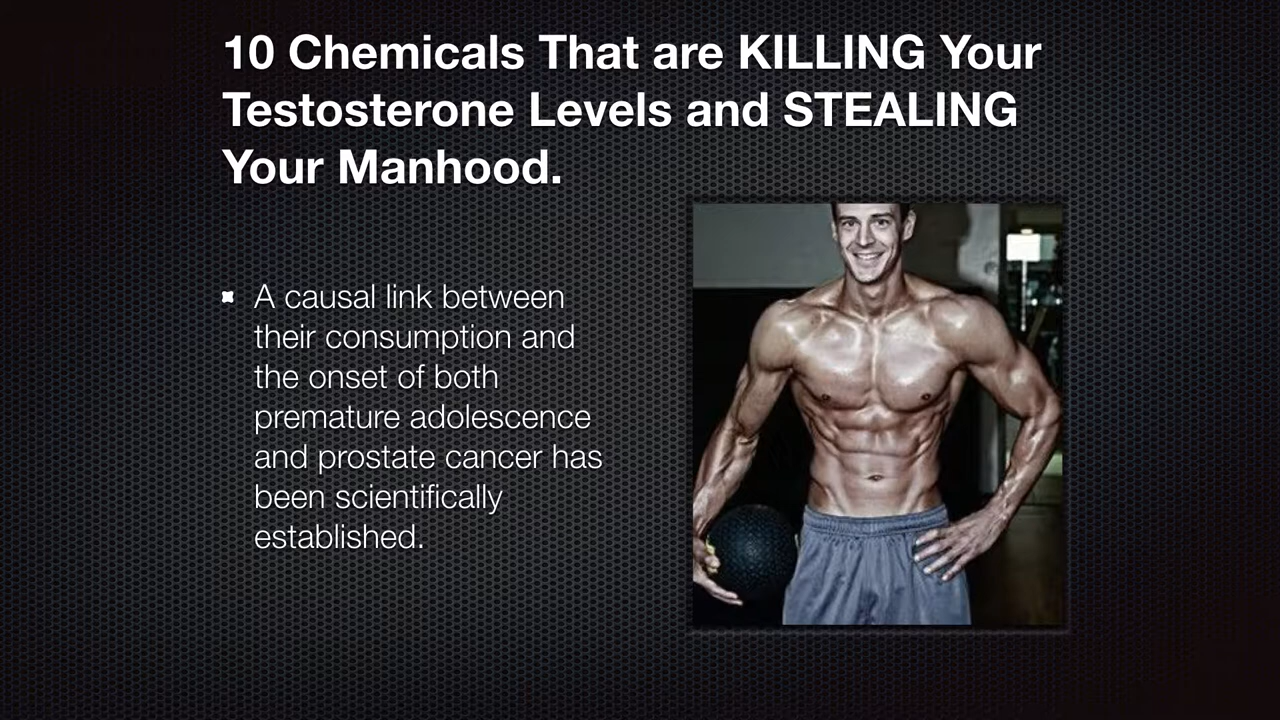 10 Chemicals That are KILLING Your
Testosterone Levels and STEALING
Your Manhood.
A causal link between
their consumption and
the onset of both
premature adolescence
and prostate cancer has
been scientifically
established.